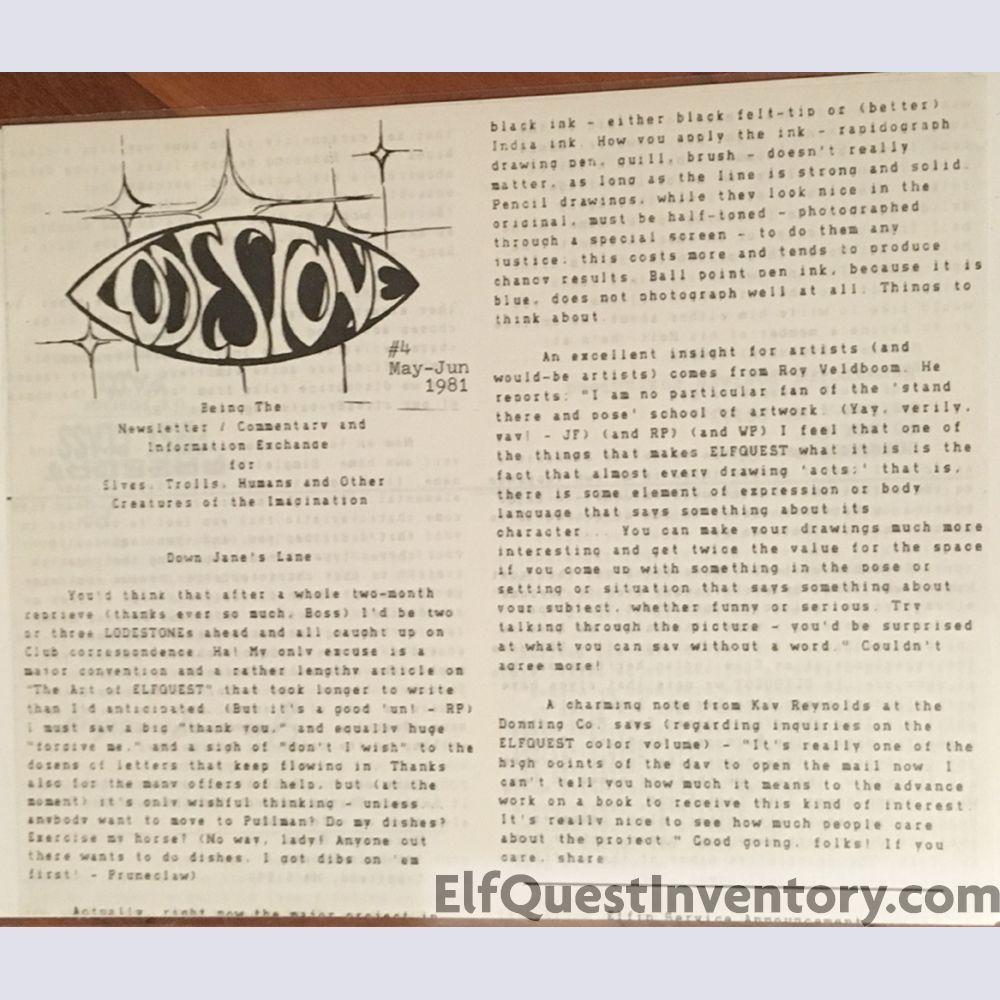 LODESTONE
#4
May-Jun
1981
Being The
Newsletter / Commentary and
Information Exchange
for
Elves, Trolls, Humans and Other
Creatures of the Imagination
Down Jane's Lane
You'd think that after a whole two-month
reprieve (thanks ever so much, Boss) I'd be two
or three LODESTONEs ahead and all caught up on
Club correspondence. Ha! My only excuse is a
major convention and a rather lengthy article on
"The Art of ELFQUEST" that took longer to write
than I'd anticipated. (But it's a good 'un! - RP)
I must say a big "thank you," and equally huge
"forgive me," and a sigh of "don't I wish" to the
dozens of letters that keep flowing in. Thanks
also for the many offers of help, but (at the
moment) it's only wishful thinking - unless
anybody want to move to Pullman? Do my dishes?
Exercise my horse? (No way, lady! Anyone out
there wants to do dishes, I got dibs on 'em
first! - Pruneclaw)
Actually, right now the major project in
black ink - either black felt-tip or (better)
India ink. How you apply the ink - rapidograph
drawing pen, quill, brush - doesn't really
matter, as long as the line is strong and solid.
Pencil drawings, while they look nice in the
original, must be half-toned - photographed
through a special screen - to do them any
justice; this costs more and tends to produce
chancy results. Ball point pen ink, because it is
blue, does not photograph well at all. Things to
think about.
An excellent insight for artists (and
would-be artists) comes from Roy Veldboom. He
reports: "I am no particular fan of the 'stand
there and pose' school of artwork. (Yay, verily,
yay! - JF) (and RP) (and WP) I feel that one of
the things that makes ELFQUEST what it is is the
fact that almost every drawing 'acts;' that is,
there is some element of expression or body
language that says something about its
character... You can make your drawings much more
interesting and get twice the value for the space
if you come up with something in the pose or
setting or situation that says something about
your subject, whether funny or serious. Try
talking through the picture - you'd be surprised
at what you can say without a word." Couldn't
agree more!
A charming note from Kay Reynolds at the
Donning Co. says (regarding inquiries on the
ELFQUEST color volume) - "It's really one of the
high points of the day to open the mail now. I
can't tell you how much it means to the advance
work on a book to receive this kind of interest.
It's really nice to see how much people care
about the project." Good going, folks! If you
care, share.
Elfin Service Announcement
ElfQuestInventory.com